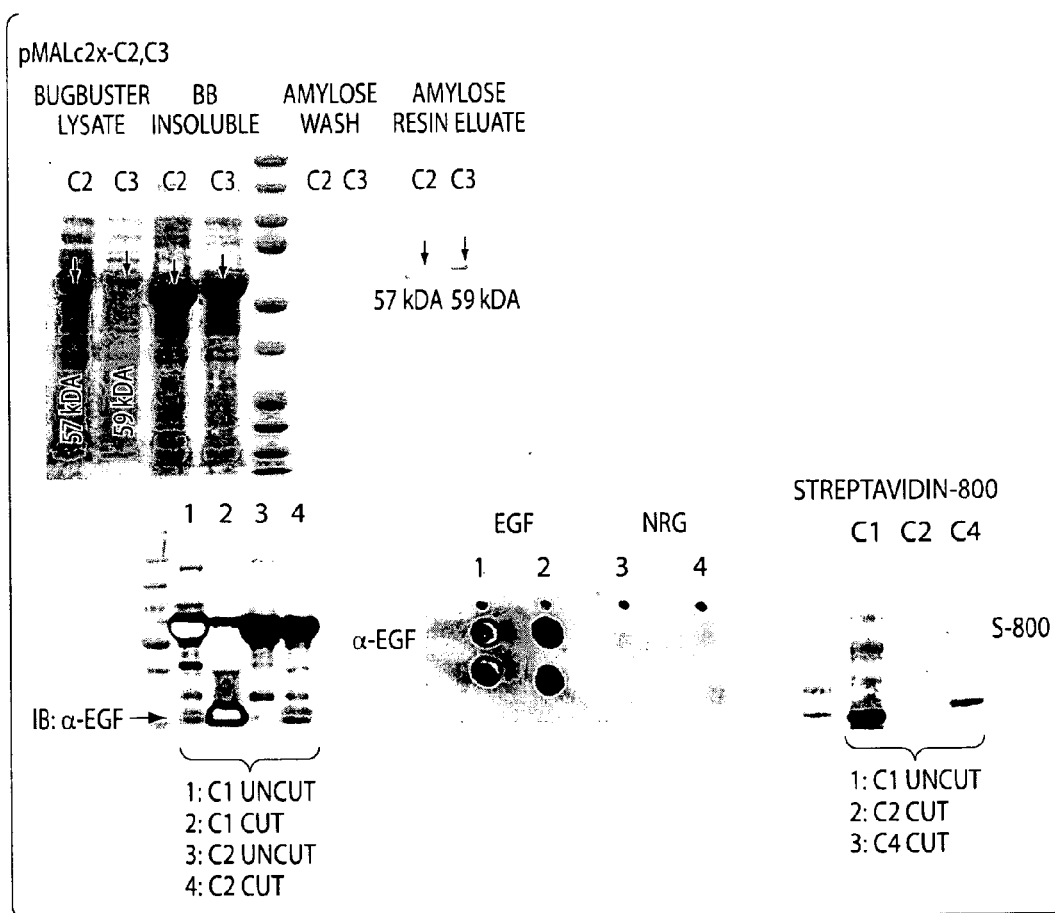 pMALc2x-C2,C3
BUGBUSTER LYSATE
BB INSOLUBLE
AMYLOSE WASH
AMYLOSE RESIN ELUATE
C2 C3 C2 C3 C2 C3 C2 C3
57 kDA 59 kDA
57 kDA 59 kDA
1 2 3 4
IB: α-EGF
1: C1 UNCUT
2: C1 CUT
3: C2 UNCUT
4: C2 CUT
EGF NRG
1 2 3 4
α-EGF
STREPTAVIDIN-800
C1 C2 C4
S-800
1: C1 UNCUT
2: C2 CUT
3: C4 CUT